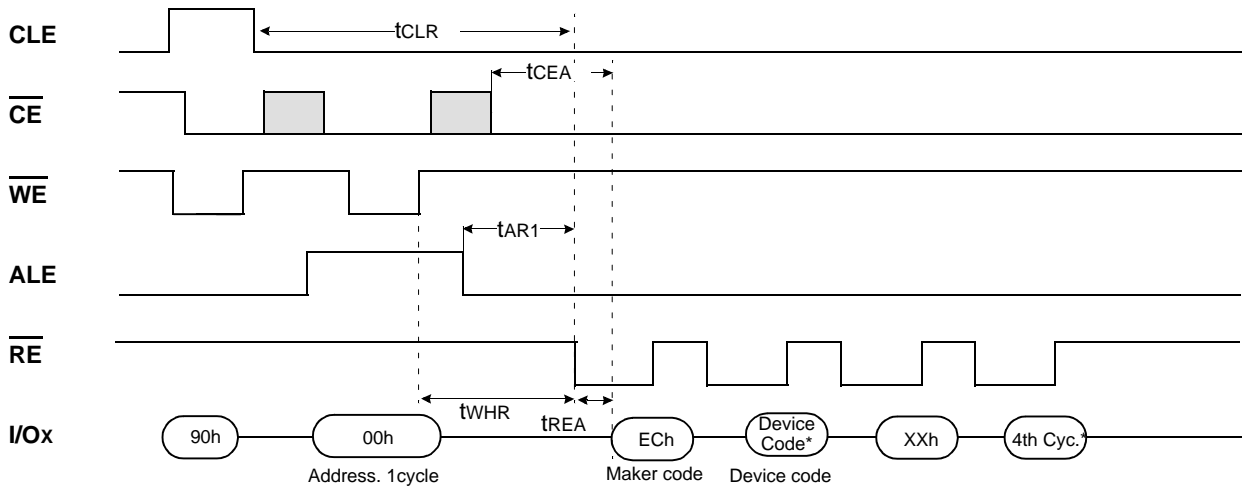 CLE
tCLR
tCEA
CE
WE
tAR1
ALE
RE
tWHR
tREA
I/Ox
90h
00h
ECh
Device
Code*
XXh
4th Cyc.*
Address. 1cycle
Maker code
Device code